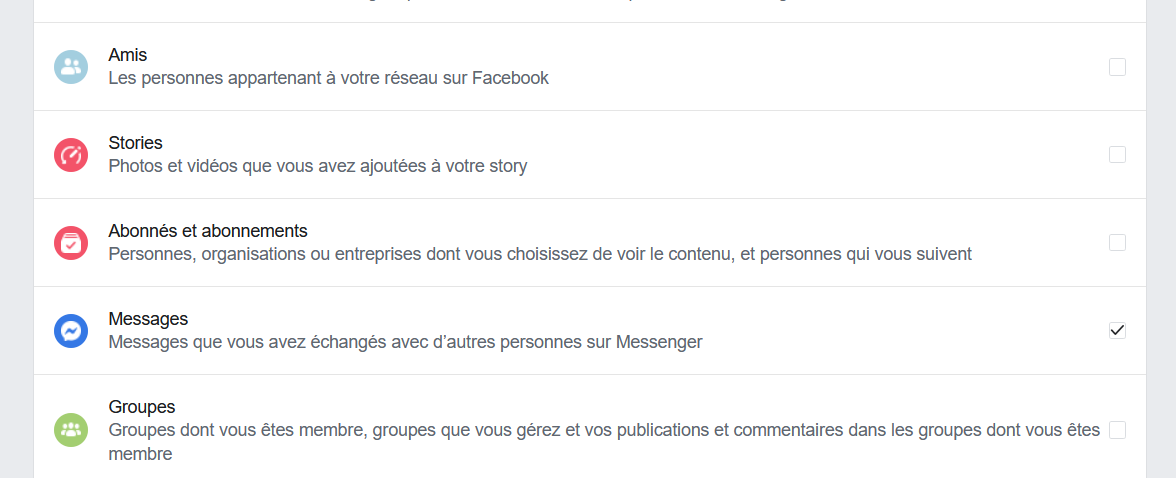 Amis
Les personnes appartenant à votre réseau sur Facebook
Stories
Photos et vidéos que vous avez ajoutées à votre story
Abonnés et abonnements
Personnes, organisations ou entreprises dont vous choisissez de voir le contenu, et personnes qui vous suivent
Messages
Messages que vous avez échangés avec d’autres personnes sur Messenger
Groupes
Groupes dont vous êtes membre, groupes que vous gérez et vos publications et commentaires dans les groupes dont vous êtes
membre